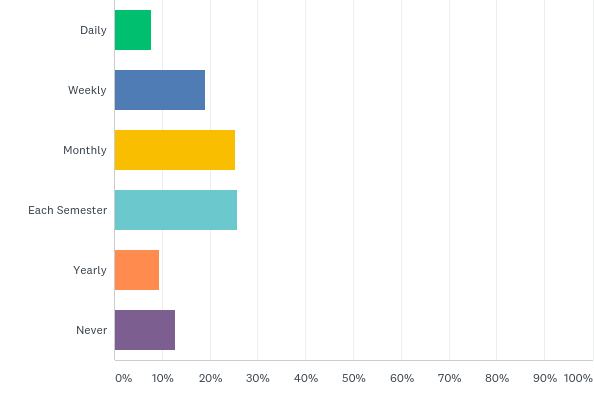 Daily
Weekly
Monthly
Each Semester
Yearly
Never
0% 10% 20% 30% 40% 50% 60% 70% 80% 90% 100%